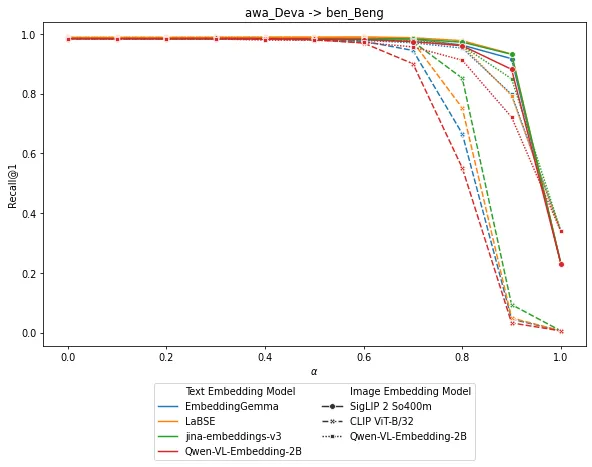 awa_Deva -> ben_Beng
1.0
0.8
0.6
0.4
0.2
0.0
Recall@1
0.0 0.2 0.4 0.6 0.8 1.0
α
Text Embedding Model
EmbeddingGemma
LaBSE
jina-embeddings-v3
Qwen-VL-Embedding-2B
Image Embedding Model
SigLIP 2 So400m
CLIP ViT-B/32
Qwen-VL-Embedding-2B